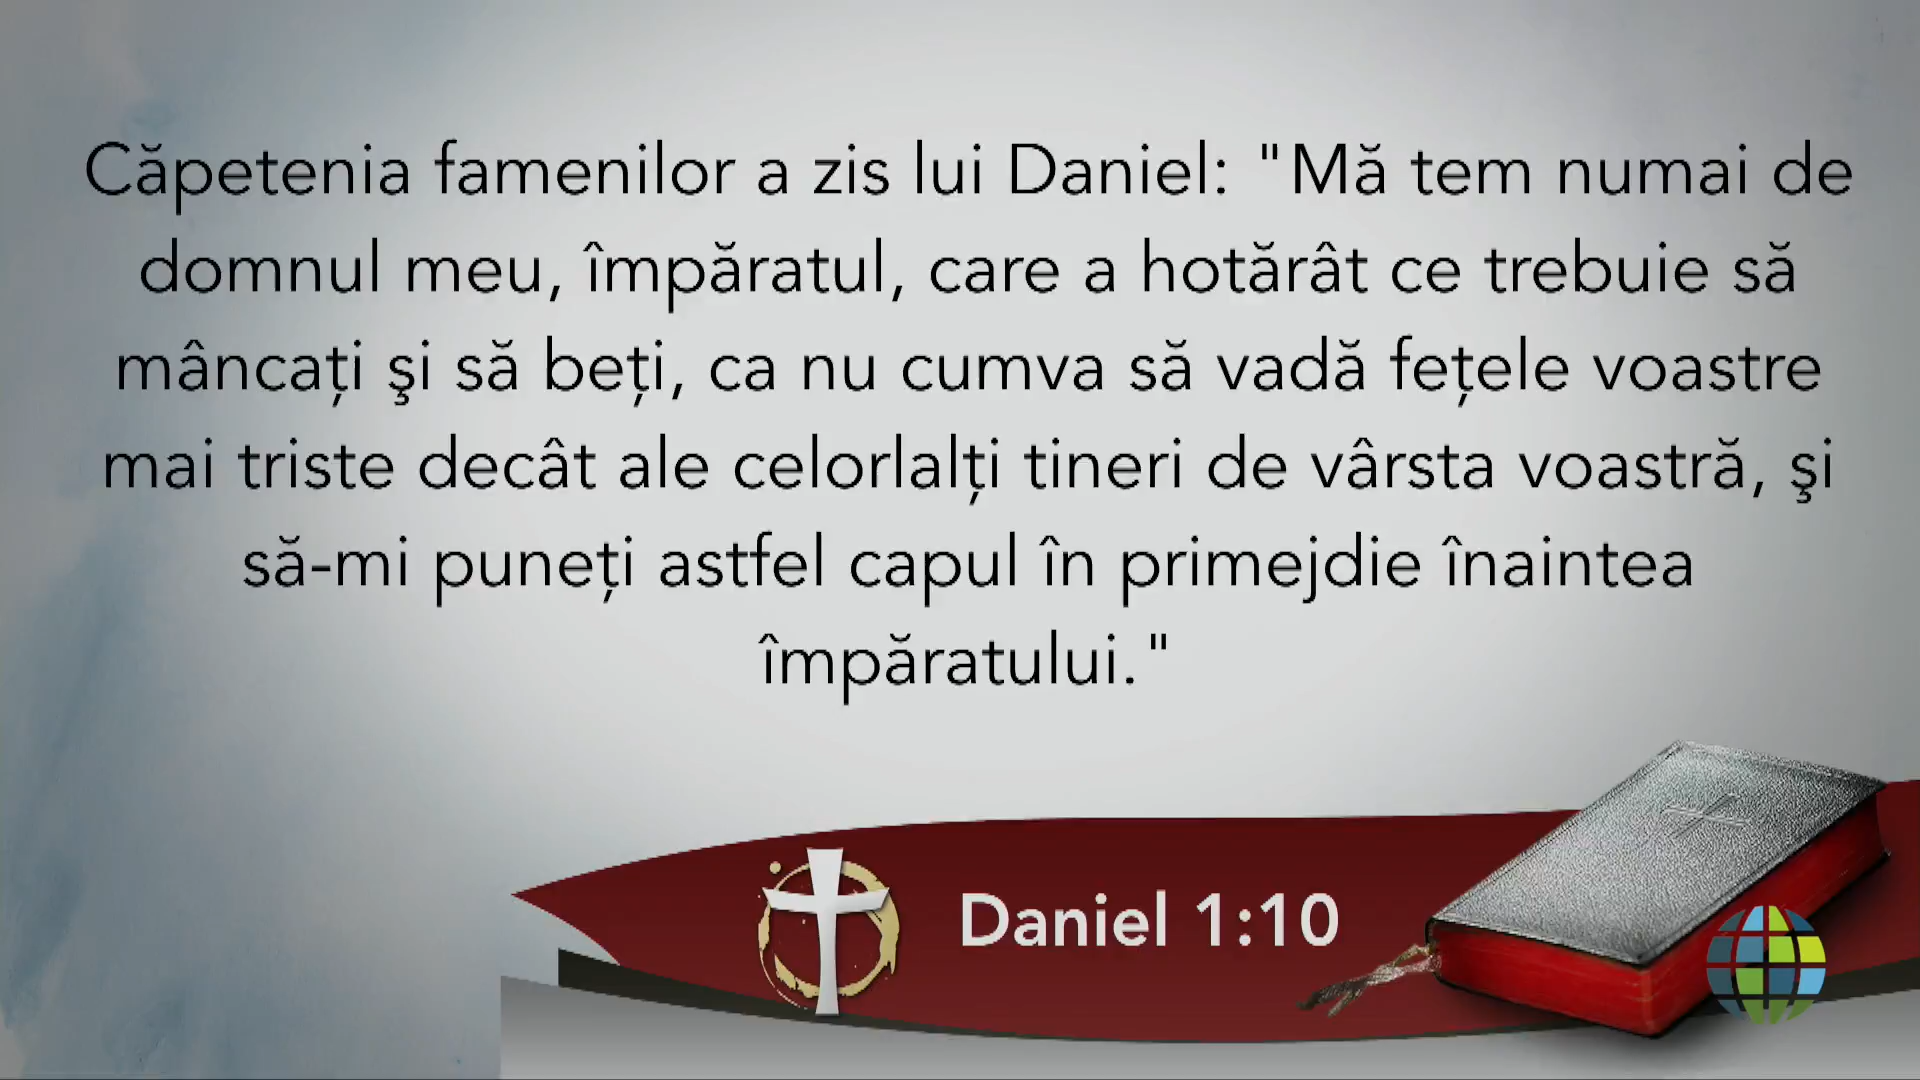 Căpetenia famenilor a zis lui Daniel: "Mă tem numai de
domnul meu, împăratul, care a hotărât ce trebuie să
mâncați şi să beți, ca nu cumva să vadă fețele voastre
mai triste decât ale celorlalți tineri de vârsta voastră, şi
să-mi puneți astfel capul în primejdie înaintea
împăratului."
Daniel 1:10